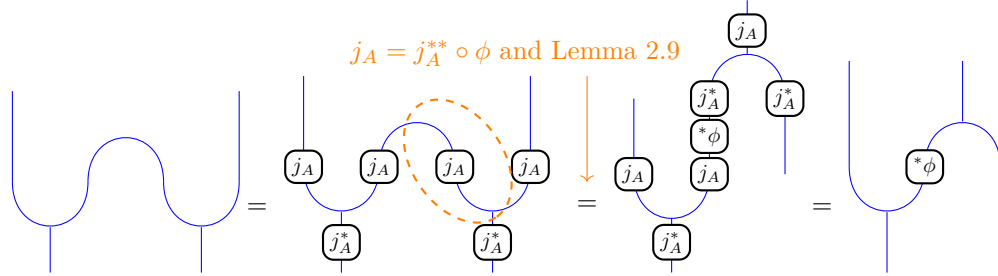 j_A = j_A^{**} ∘ ϕ and Lemma 2.9
=
j_A
j_A
j_A
j_A
j_A^*
j_A^*
=
j_A
j_A^*
j_A^*
^*ϕ
j_A
j_A
j_A^*
=
^*ϕ